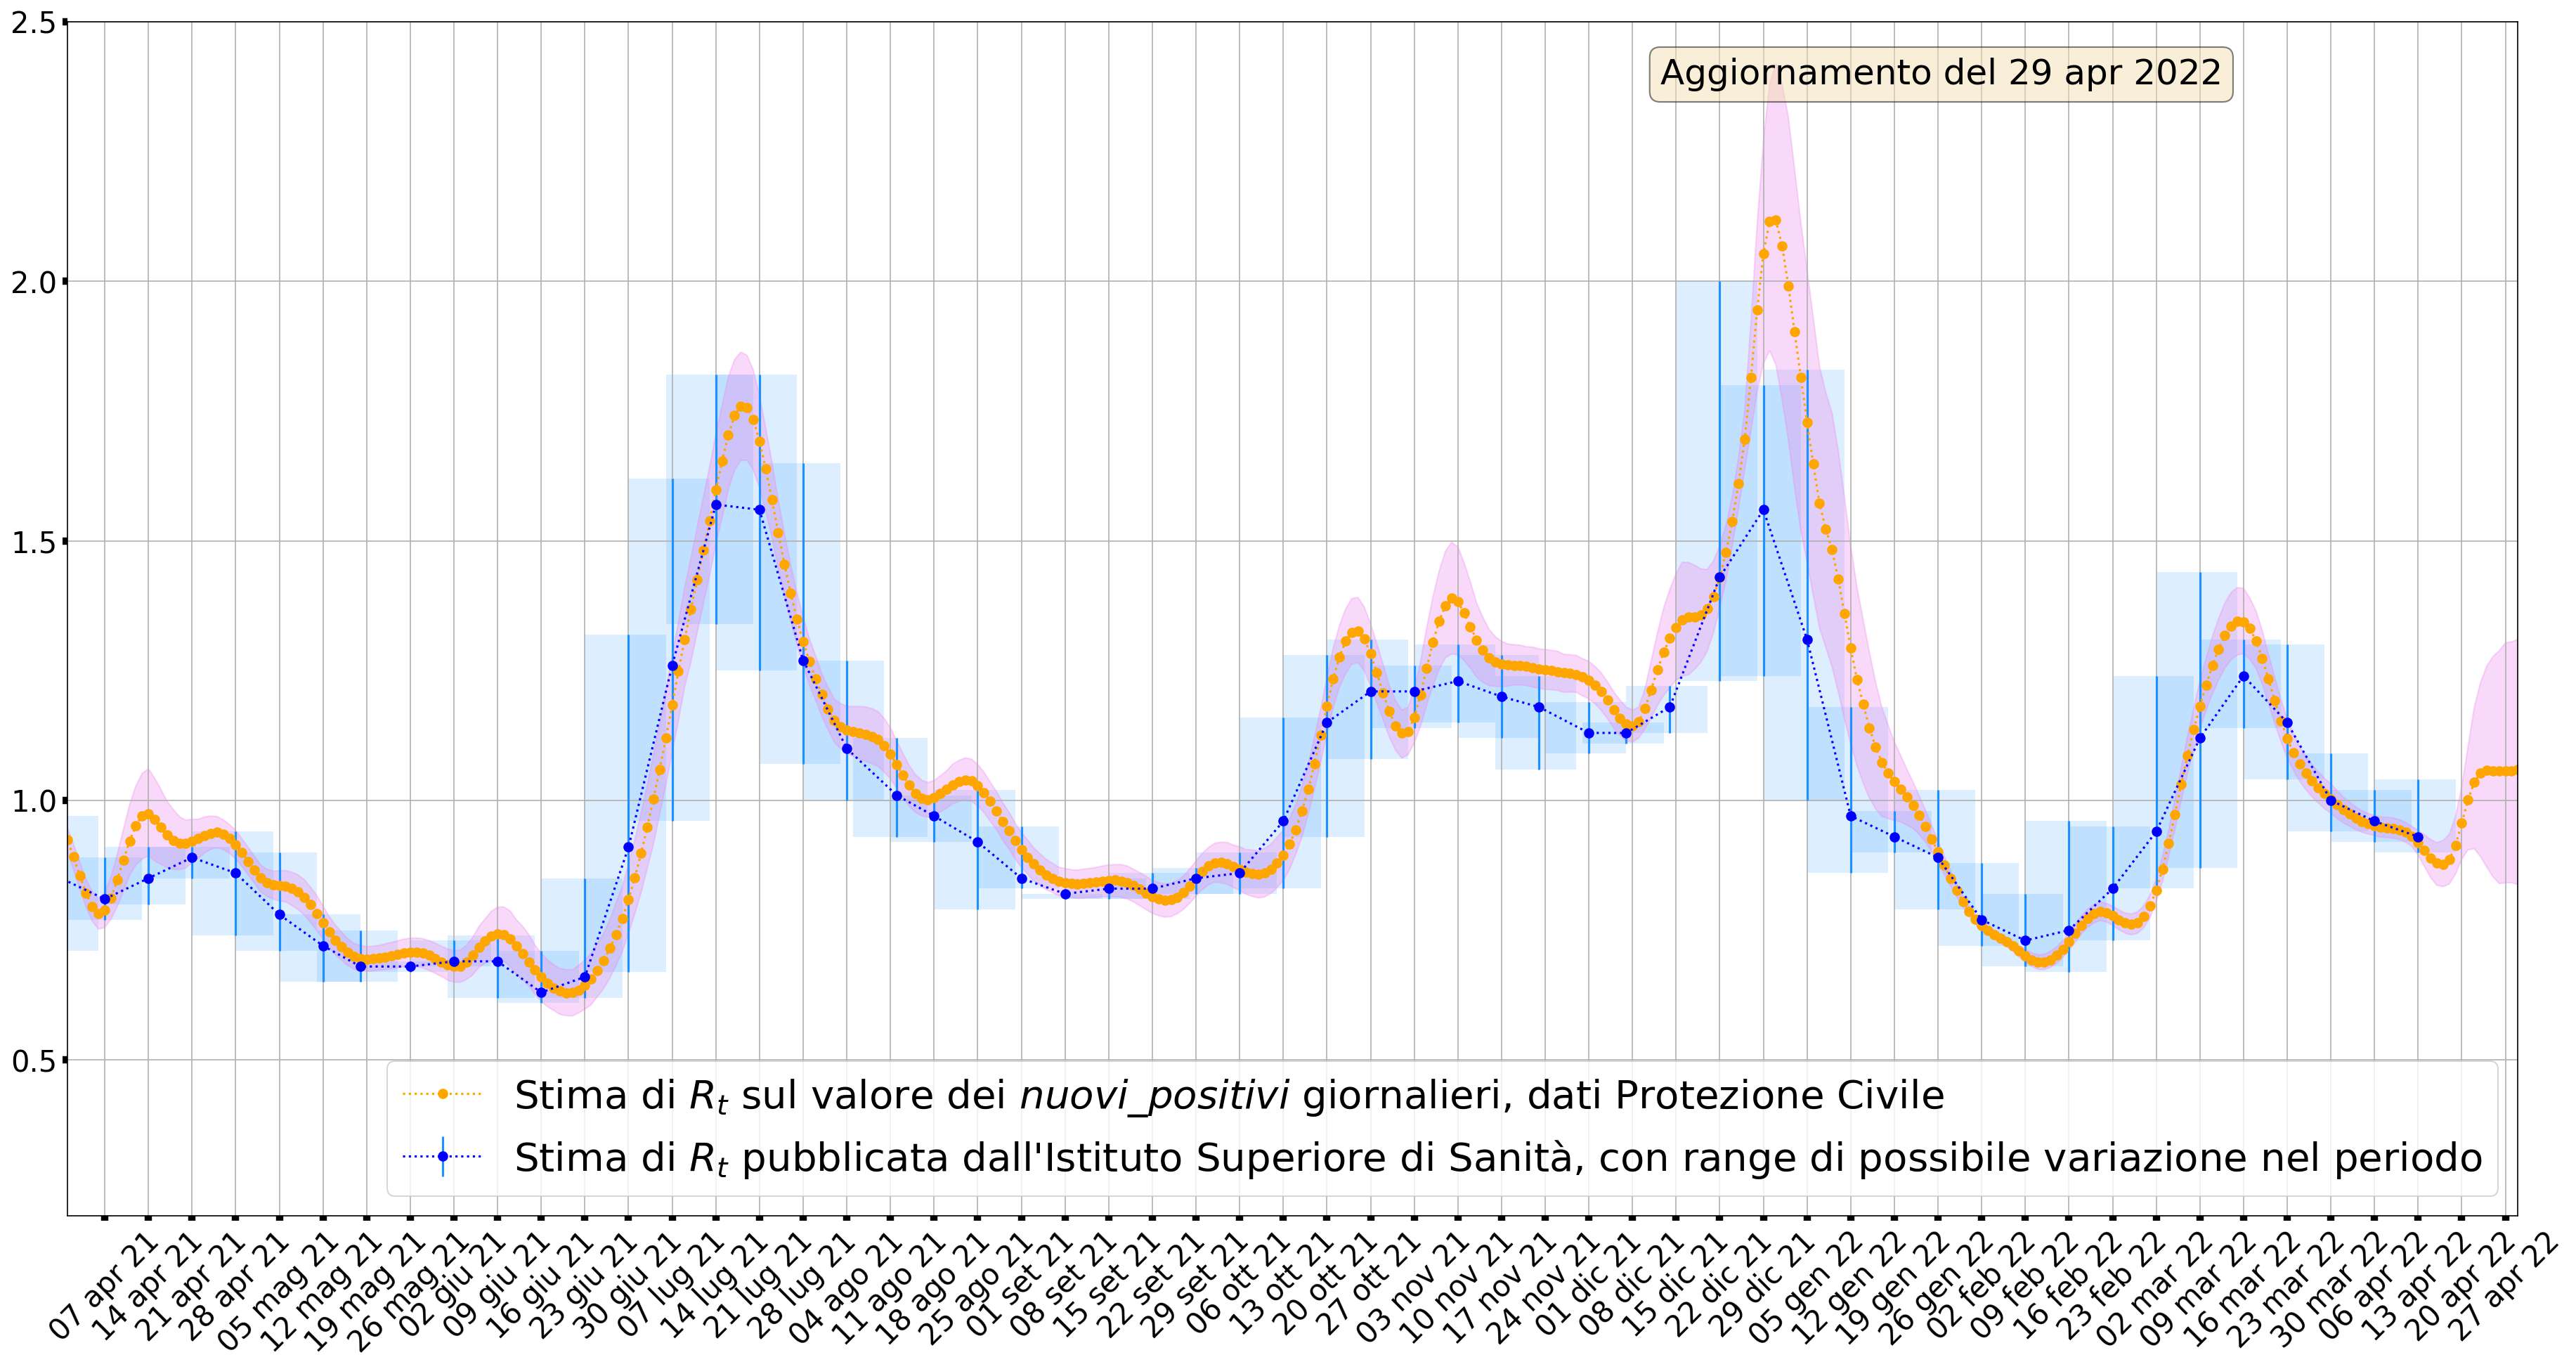 2.5
Aggiornamento del 29 apr 2022
2.0
1.5
1.0
0.5
Stima di Rt sul valore dei nuovi_positivi giornalieri, dati Protezione Civile
Stima di Rt pubblicata dall'Istituto Superiore di Sanità, con range di possibile variazione nel periodo
07 apr 21
14 apr 21
21 apr 21
28 apr 21
05 mag 21
12 mag 21
19 mag 21
26 mag 21
02 giu 21
09 giu 21
16 giu 21
23 giu 21
30 giu 21
07 lug 21
14 lug 21
21 lug 21
28 lug 21
04 ago 21
11 ago 21
18 ago 21
25 ago 21
01 set 21
08 set 21
15 set 21
22 set 21
29 set 21
06 ott 21
13 ott 21
20 ott 21
27 ott 21
03 nov 21
10 nov 21
17 nov 21
24 nov 21
01 dic 21
08 dic 21
15 dic 21
22 dic 21
29 dic 21
05 gen 22
12 gen 22
19 gen 22
26 gen 22
02 feb 22
09 feb 22
16 feb 22
23 feb 22
02 mar 22
09 mar 22
16 mar 22
23 mar 22
30 mar 22
06 apr 22
13 apr 22
20 apr 22
27 apr 22